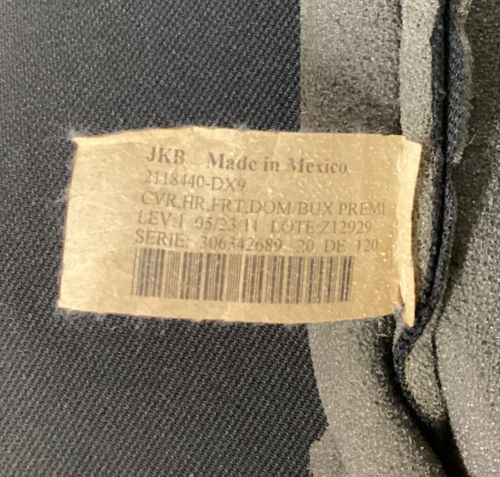 JKB Made in Mexico
2118440-DX9
CVR,HR,FRT,DOM/BUX PREMI
LEV:1 05/23/11 LOTE:Z12929
SERIE: 306342689 20 DE 120